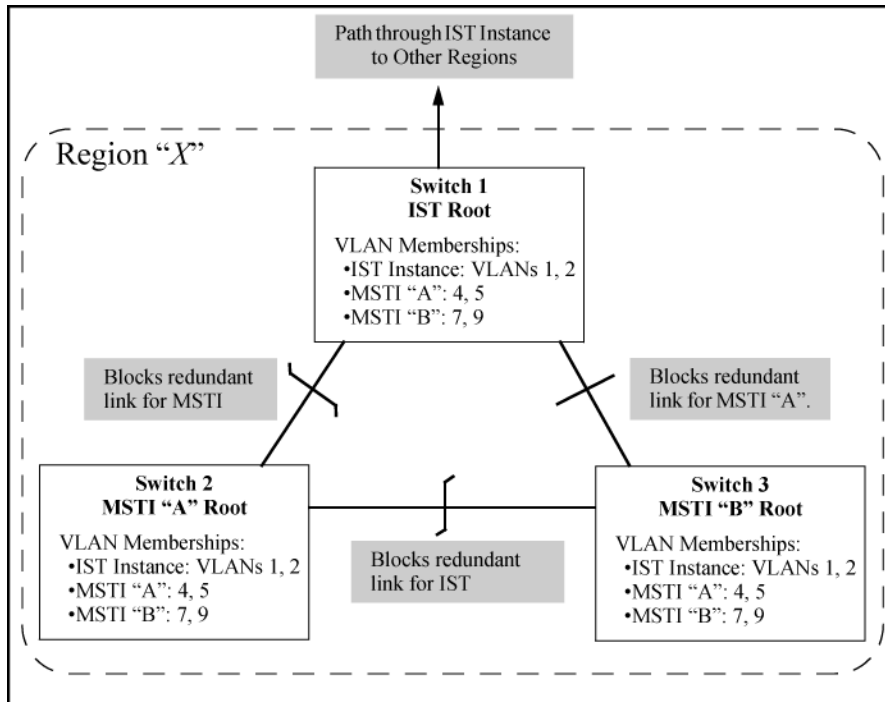 Path through IST Instance
to Other Regions
Region “X”
Switch 1
IST Root
VLAN Memberships:
•IST Instance: VLANs 1, 2
•MSTI “A”: 4, 5
•MSTI “B”: 7, 9
Blocks redundant
link for MSTI
Blocks redundant
link for MSTI “A”.
Switch 2
MSTI “A” Root
VLAN Memberships:
•IST Instance: VLANs 1, 2
•MSTI “A”: 4, 5
•MSTI “B”: 7, 9
Blocks redundant
link for IST
Switch 3
MSTI “B” Root
VLAN Memberships:
•IST Instance: VLANs 1, 2
•MSTI “A”: 4, 5
•MSTI “B”: 7, 9